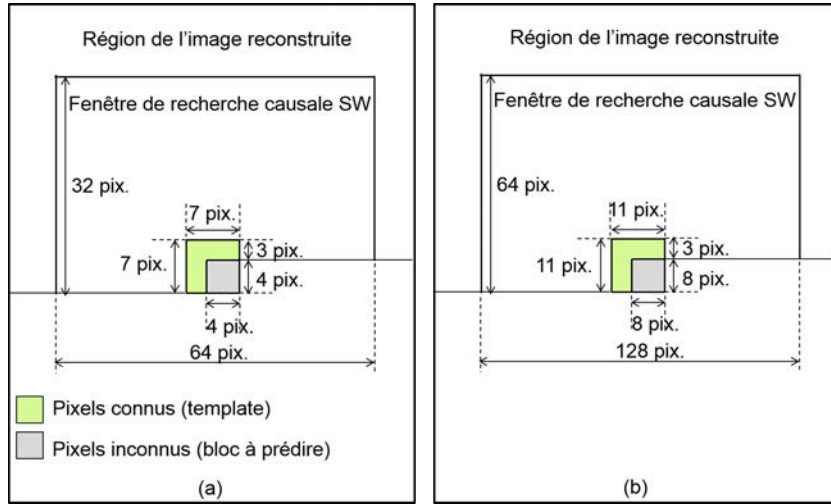 Région de l'image reconstruite
Fenêtre de recherche causale SW
32 pix.
7 pix.
7 pix.
3 pix.
4 pix.
4 pix.
64 pix.
Pixels connus (template)
Pixels inconnus (bloc à prédire)
(a)
Région de l'image reconstruite
Fenêtre de recherche causale SW
64 pix.
11 pix.
11 pix.
3 pix.
8 pix.
8 pix.
128 pix.
(b)